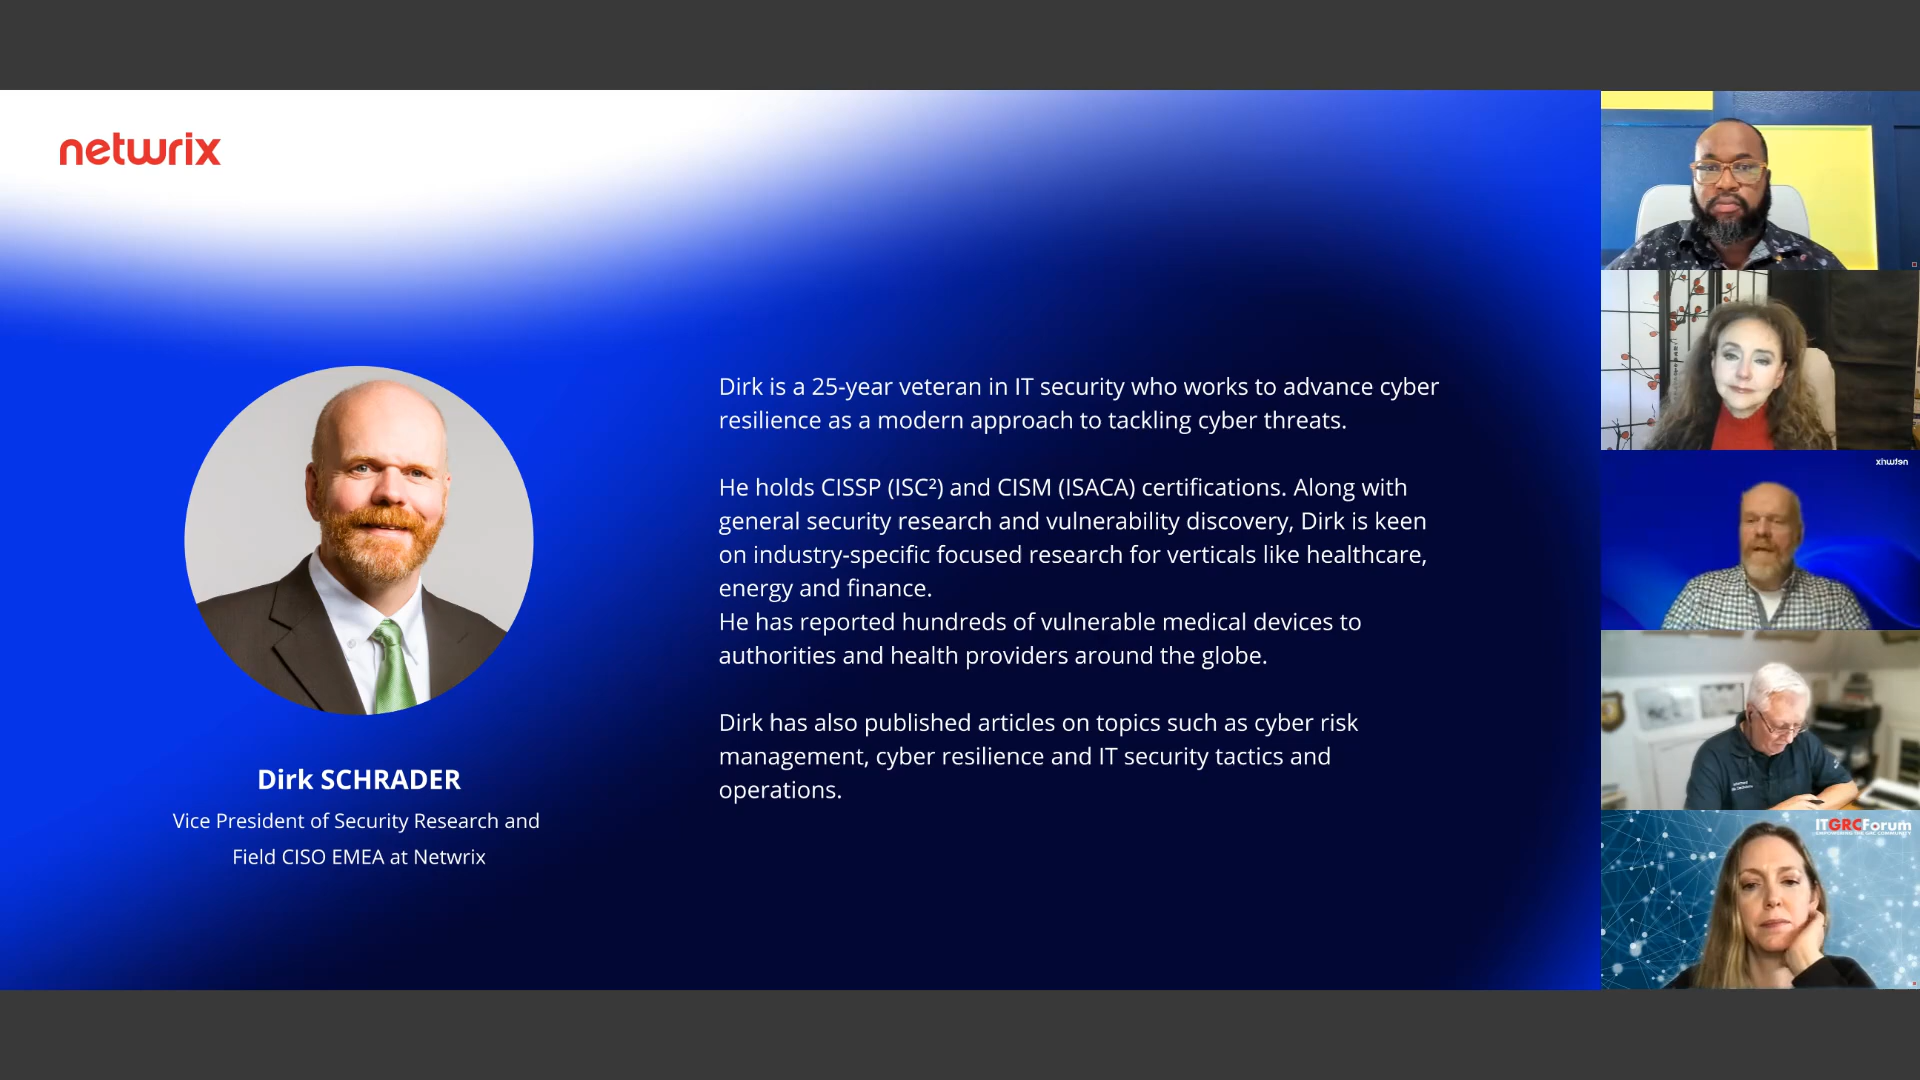 netwrix
Dirk is a 25-year veteran in IT security who works to advance cyber
resilience as a modern approach to tackling cyber threats.
He holds CISSP (ISC²) and CISM (ISACA) certifications. Along with
general security research and vulnerability discovery, Dirk is keen
on industry-specific focused research for verticals like healthcare,
energy and finance.
He has reported hundreds of vulnerable medical devices to
authorities and health providers around the globe.
Dirk has also published articles on topics such as cyber risk
management, cyber resilience and IT security tactics and
operations.
Dirk SCHRADER
Vice President of Security Research and
Field CISO EMEA at Netwrix
netwrix
ITGRCForum
EMPOWERING THE GRC COMMUNITY